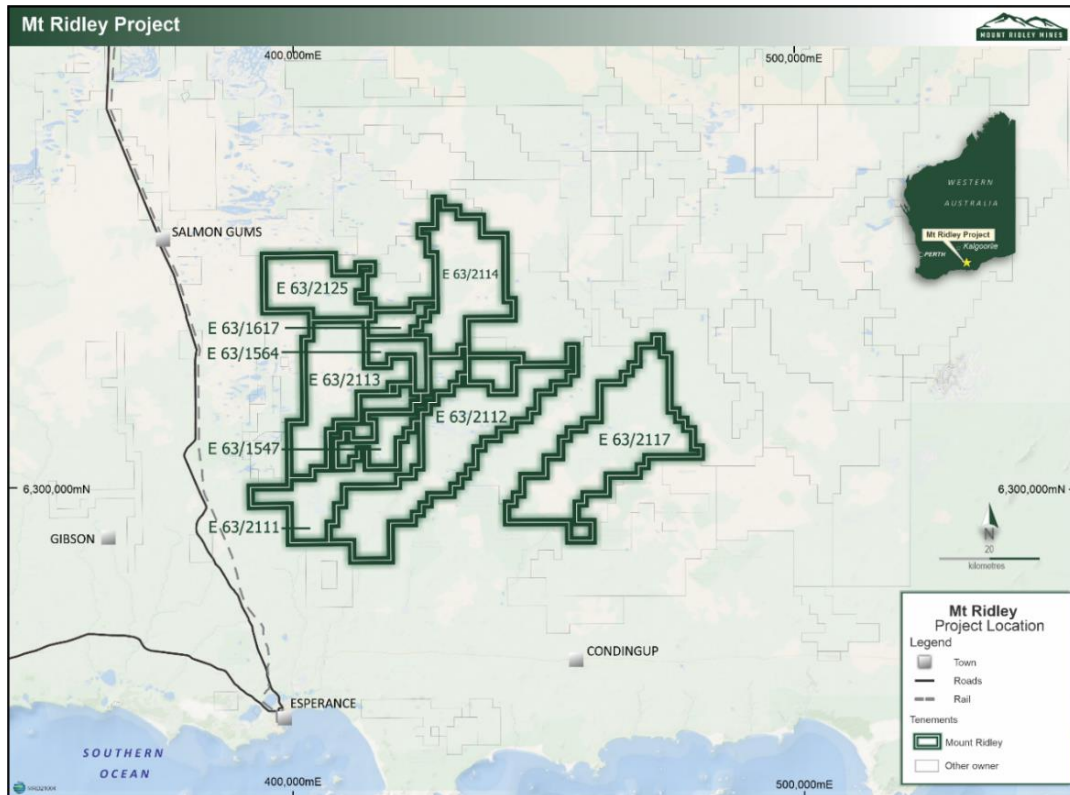 Mt Ridley Project
MOUNT RIDLEY MINES
400,000mE
500,000mE
WESTERN
AUSTRALIA
Mt Ridley Project
Kalgoorlie
PERTH
SALMON GUMS
E 63/2125
E 63/2114
E 63/1617
E 63/1564
E 63/2113
E 63/2112
E 63/1547
E 63/2117
6,300,000mN
6,300,000mN
E 63/2111
GIBSON
N
20
kilometres
Mt Ridley
Project Location
Legend
Town
Roads
Rail
Tenements
Mount Ridley
Other owner
CONDINGUP
ESPERANCE
SOUTHERN
OCEAN
400,000mE
500,000mE